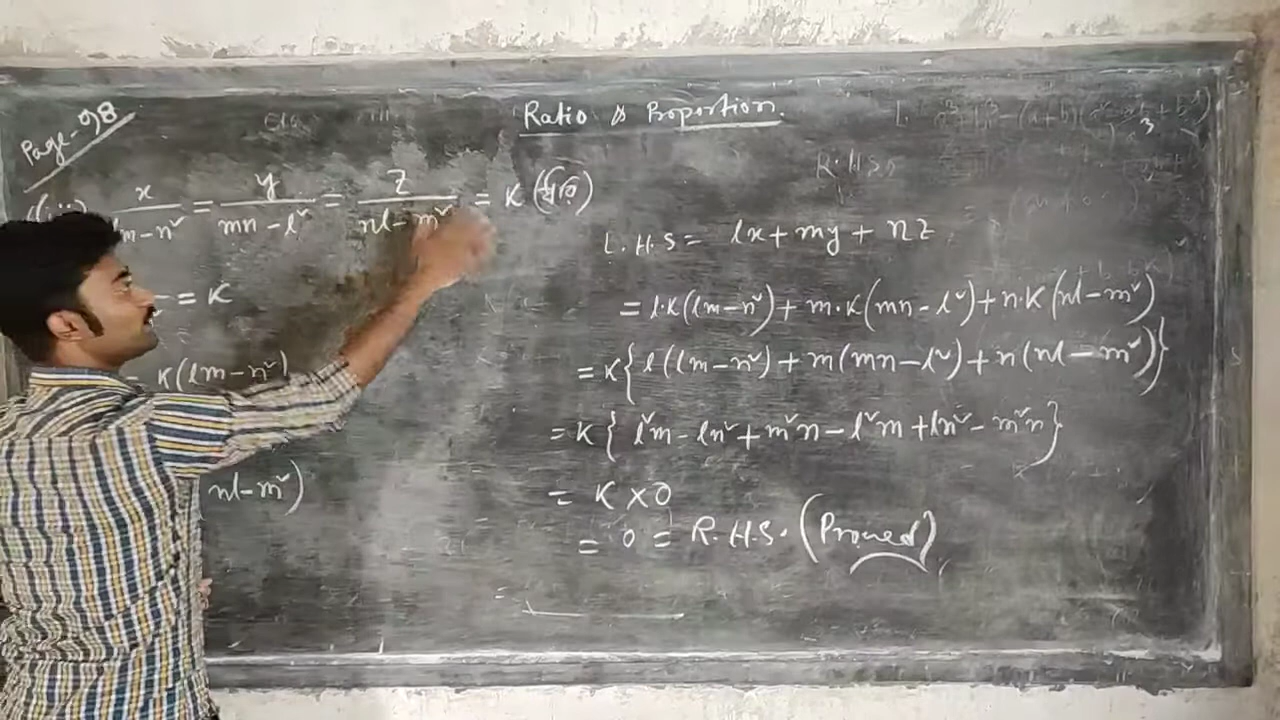 Page-98
Ratio & Proportion.
(iii) x/(lm-n²) = y/(mn-l²) = z/(nl-m²) = K
= K
= K(lm-n²)
nl-m²)
L.H.S = lx+my+nz
= l.K(lm-n²)+m.K(mn-l²)+n.K(nl-m²)
= K{l(lm-n²)+m(mn-l²)+n(nl-m²)}
= K{l²m-ln²+m²n-l²m+ln²-m²n}
= K×0
= 0 = R.H.S. (Proved)
R.H.S